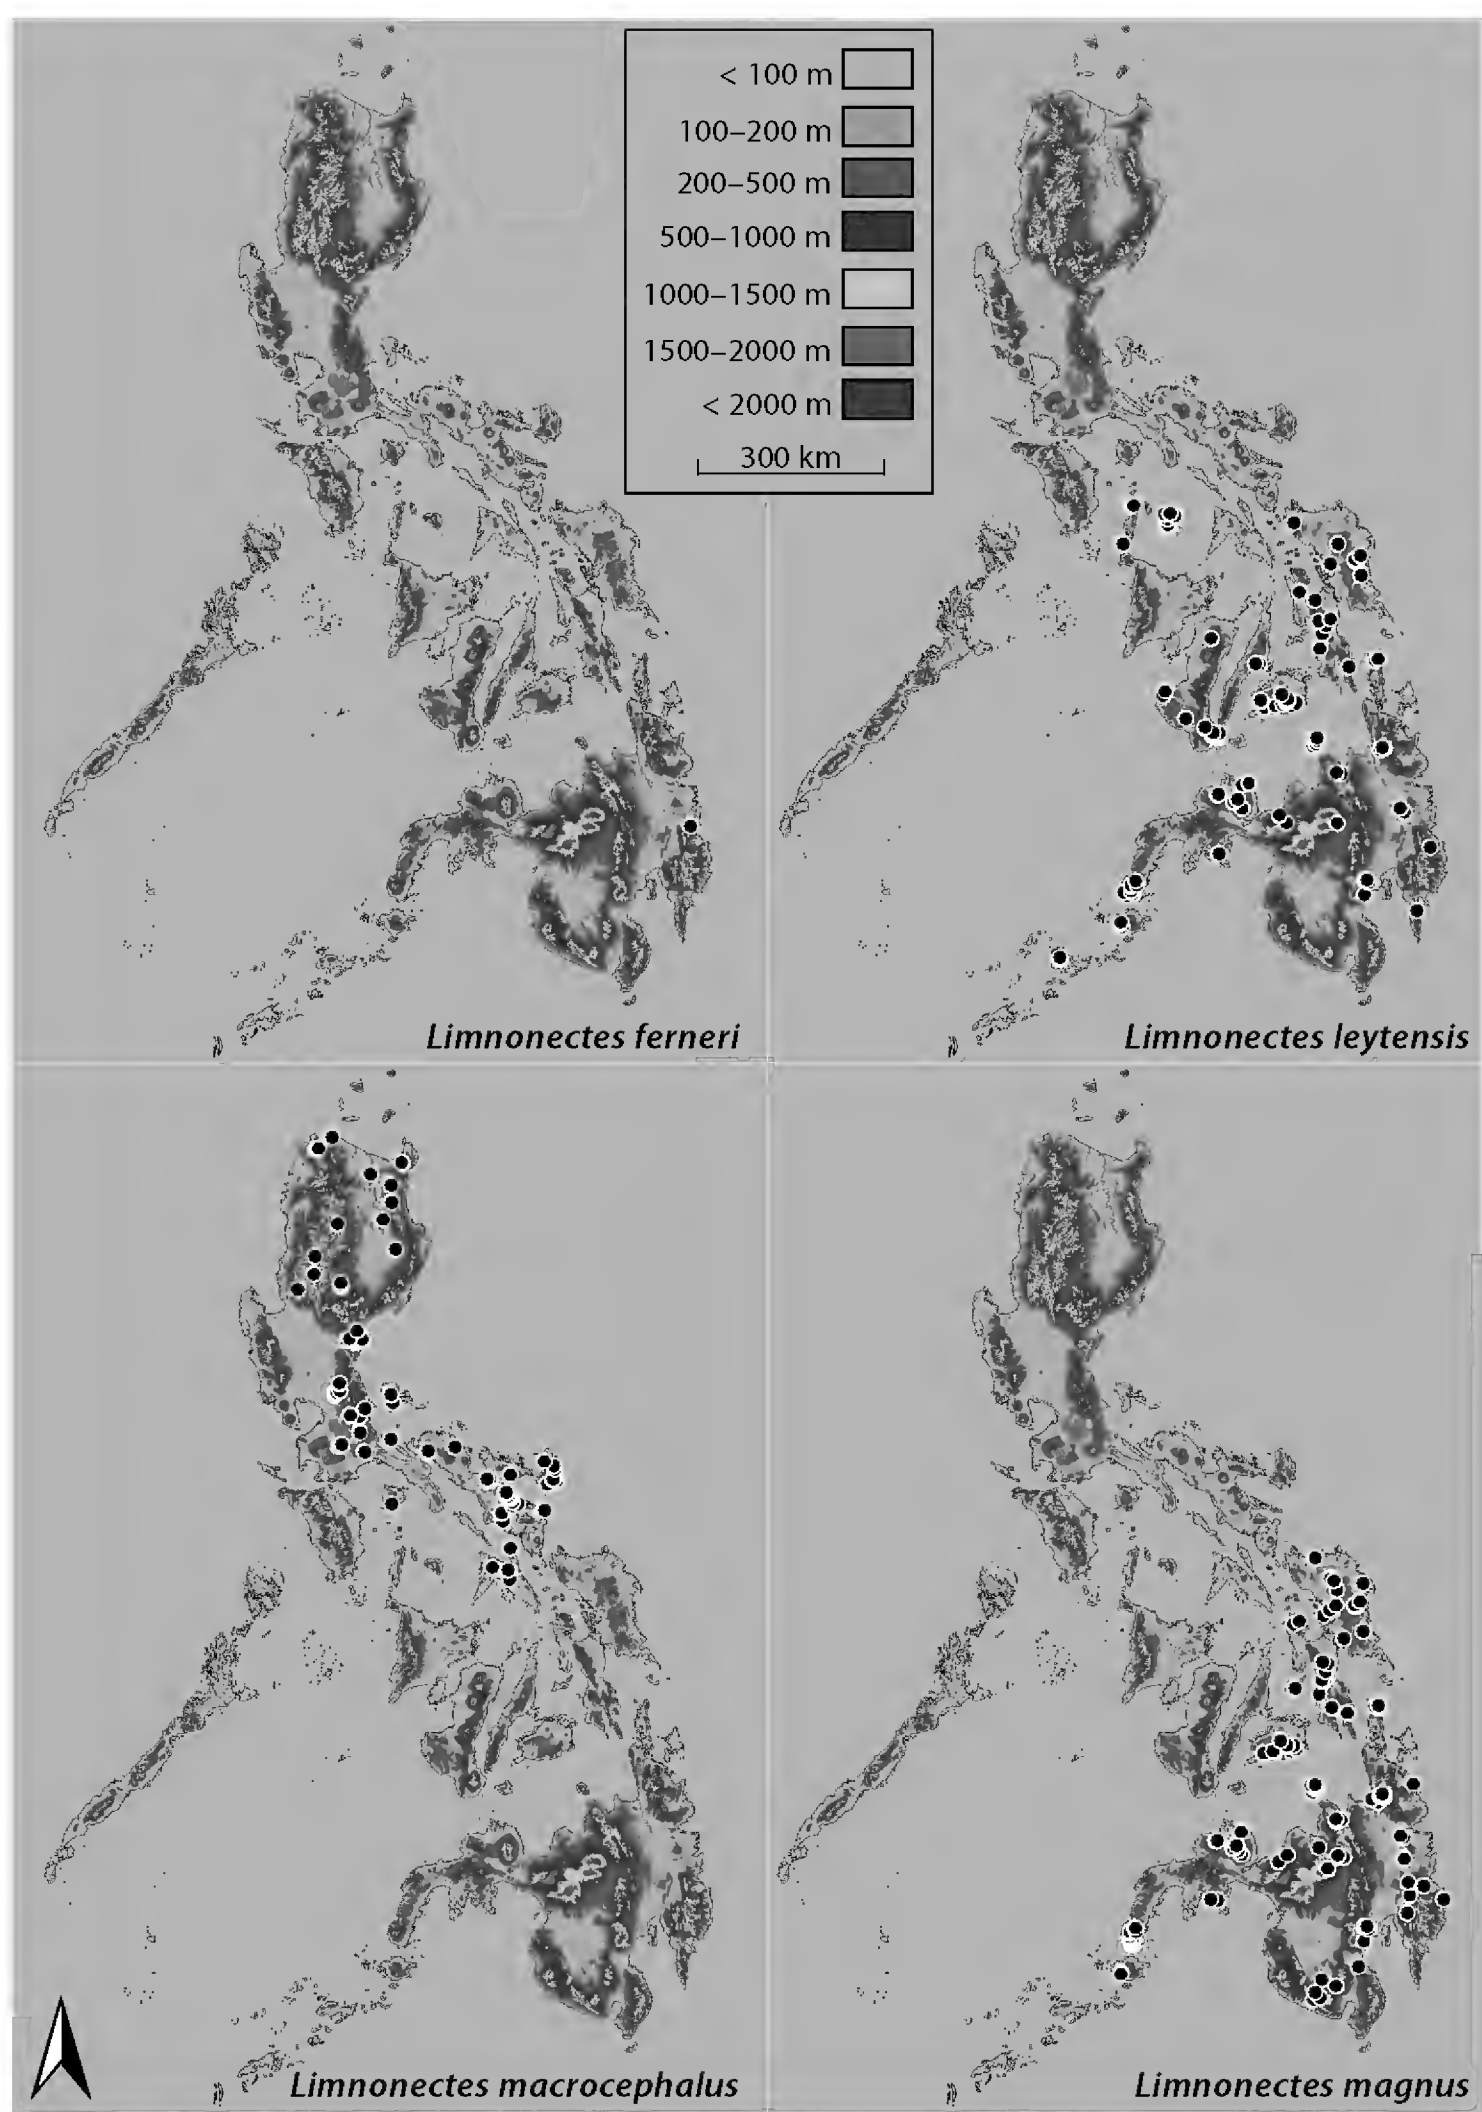 < 100 m
100–200 m
200–500 m
500–1000 m
1000–1500 m
1500–2000 m
< 2000 m
300 km
Limnonectes ferneri
Limnonectes leytensis
Limnonectes macrocephalus
Limnonectes magnus